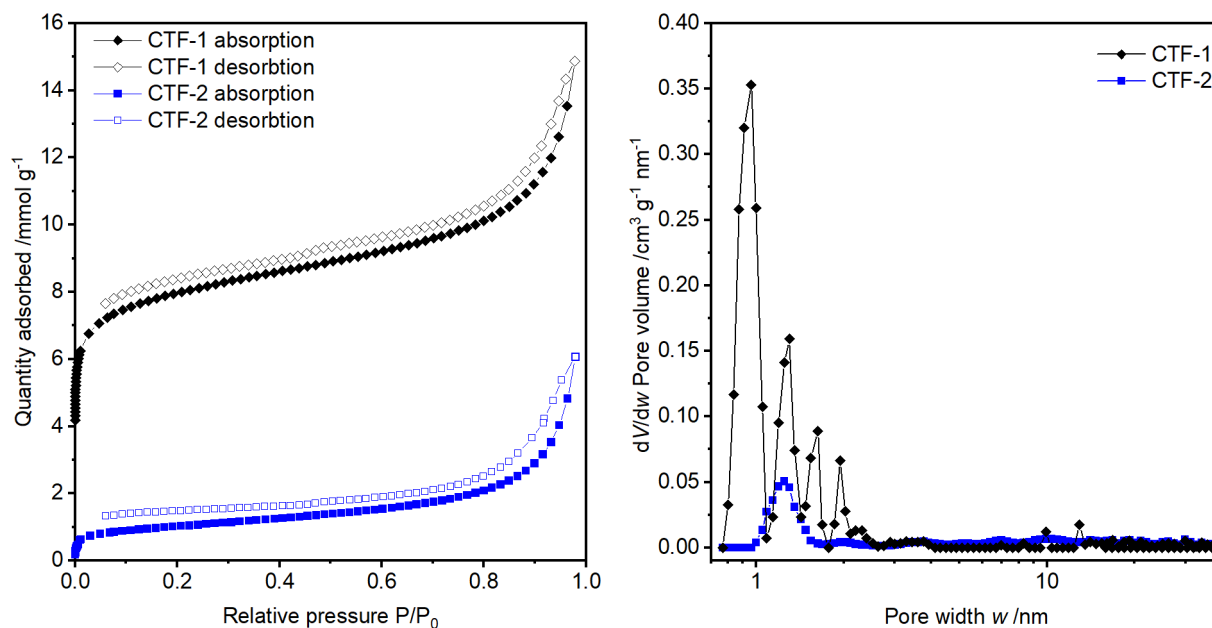 16
14
12
10
8
6
4
2
0
Quantity adsorbed /mmol g⁻¹
CTF-1 absorption
CTF-1 desorbtion
CTF-2 absorption
CTF-2 desorbtion
0.0 0.2 0.4 0.6 0.8 1.0
Relative pressure P/P₀
0.40
0.35
0.30
0.25
0.20
0.15
0.10
0.05
0.00
dV/dw Pore volume /cm³ g⁻¹ nm⁻¹
CTF-1
CTF-2
1 10
Pore width w /nm